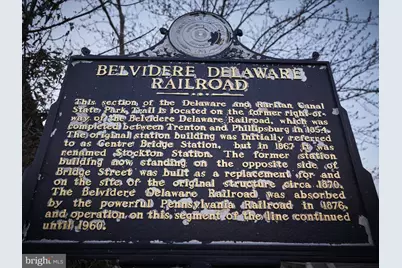 BELVIDERE DELAWARE
RAILROAD
This section of the Delaware and Raritan Canal
State Park Trail is located on the former right-of-
way of the Belvidere Delaware Railroad, which was
completed between Trenton and Phillipsburg in 1854.
The original station building was initially referred
to as Centre Bridge Station, but in 1867 it was
renamed Stockton Station. The former station
building now standing on the opposite side of
Bridge Street was built as a replacement for and
on the site of the original structure circa 1870.
The Belvidere Delaware Railroad was absorbed
by the powerful Pennsylvania Railroad in 1876,
and operation on this segment of the line continued
until 1960.
bright